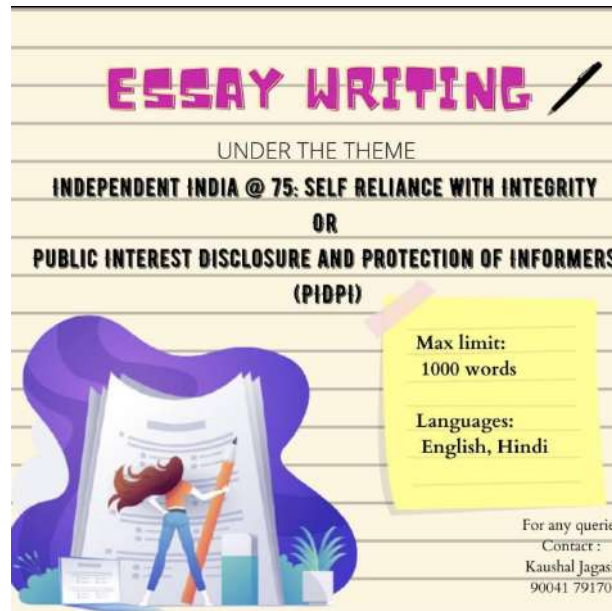 ESSAY WRITING
UNDER THE THEME
INDEPENDENT INDIA @ 75: SELF RELIANCE WITH INTEGRITY
OR
PUBLIC INTEREST DISCLOSURE AND PROTECTION OF INFORMERS
(PIDPI)
Max limit:
1000 words
Languages:
English, Hindi
For any querie
Contact :
Kaushal Jagasi
90041 79170